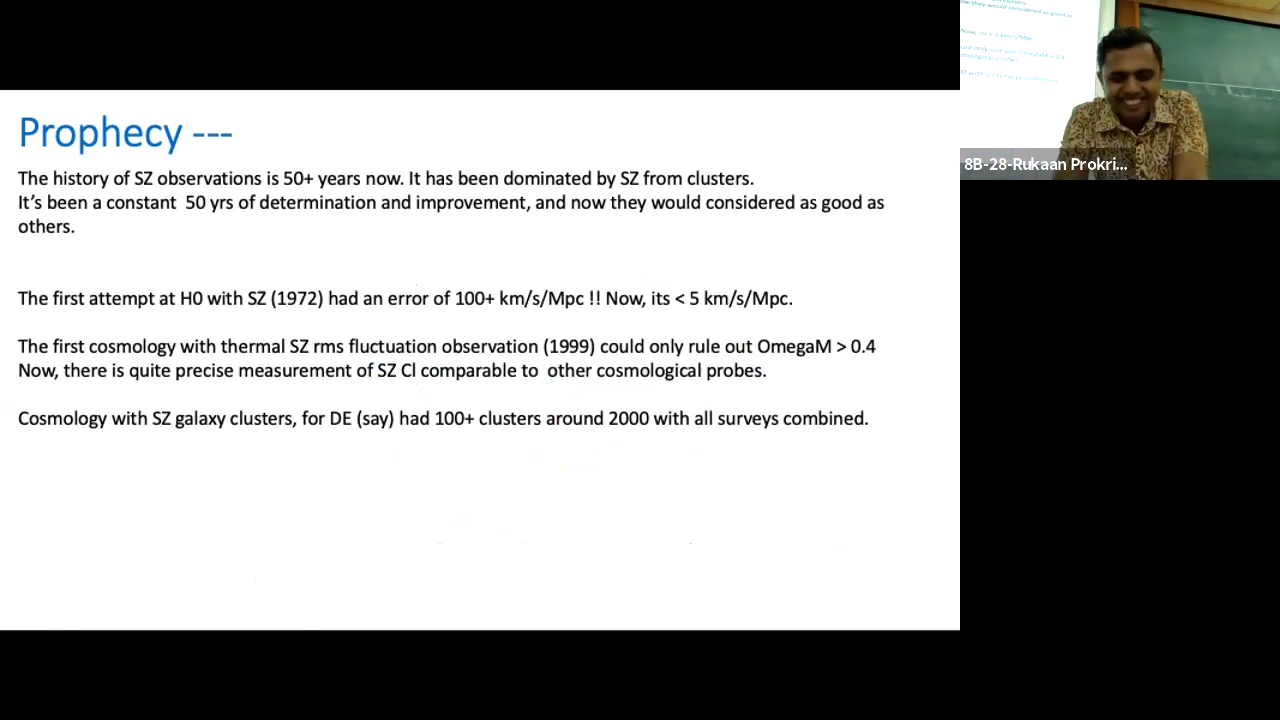 Prophecy ---
The history of SZ observations is 50+ years now. It has been dominated by SZ from clusters.
It's been a constant 50 yrs of determination and improvement, and now they would considered as good as
others.
The first attempt at H0 with SZ (1972) had an error of 100+ km/s/Mpc !! Now, its < 5 km/s/Mpc.
The first cosmology with thermal SZ rms fluctuation observation (1999) could only rule out OmegaM > 0.4
Now, there is quite precise measurement of SZ Cl comparable to other cosmological probes.
Cosmology with SZ galaxy clusters, for DE (say) had 100+ clusters around 2000 with all surveys combined.
8B-28-Rukaan Prokri...